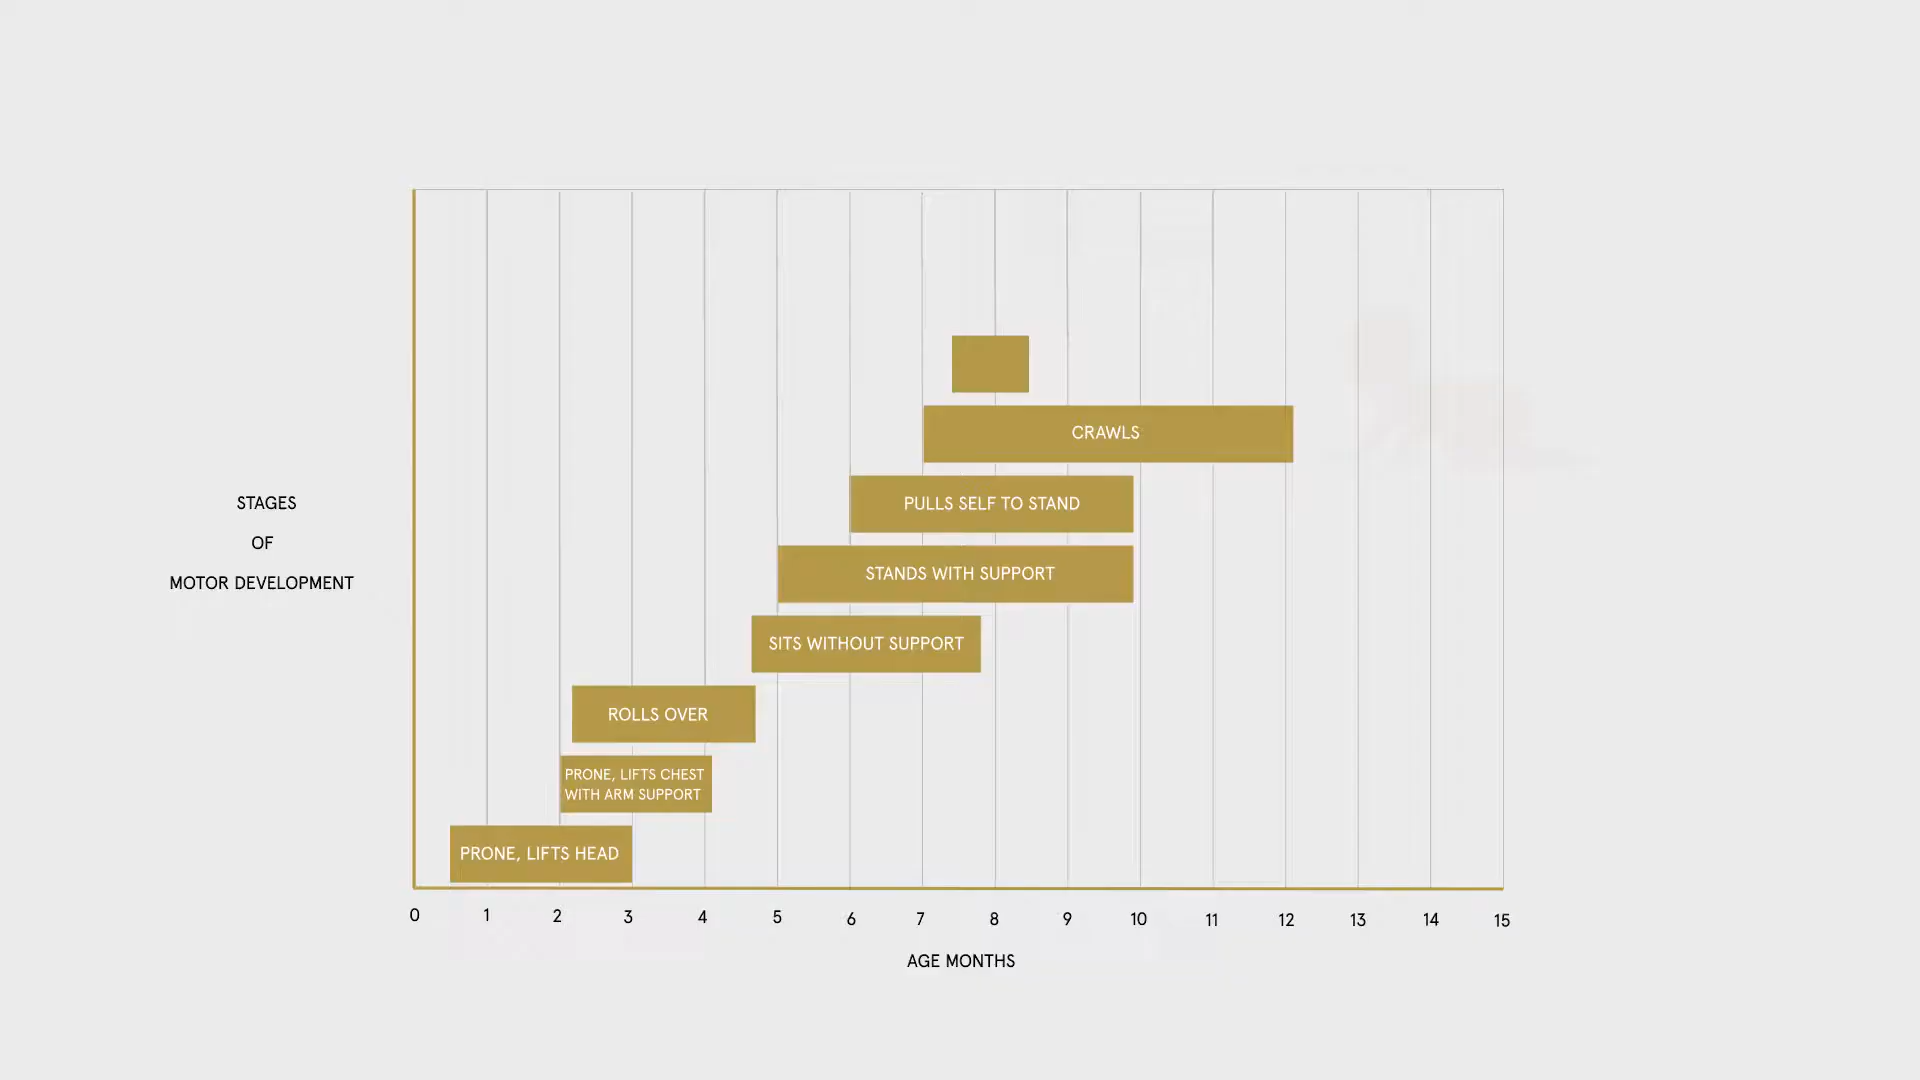 CRAWLS
PULLS SELF TO STAND
STAGES
OF
MOTOR DEVELOPMENT
STANDS WITH SUPPORT
SITS WITHOUT SUPPORT
ROLLS OVER
PRONE, LIFTS CHEST
WITH ARM SUPPORT
PRONE, LIFTS HEAD
0 1 2 3 4 5 6 7 8 9 10 11 12 13 14 15
AGE MONTHS